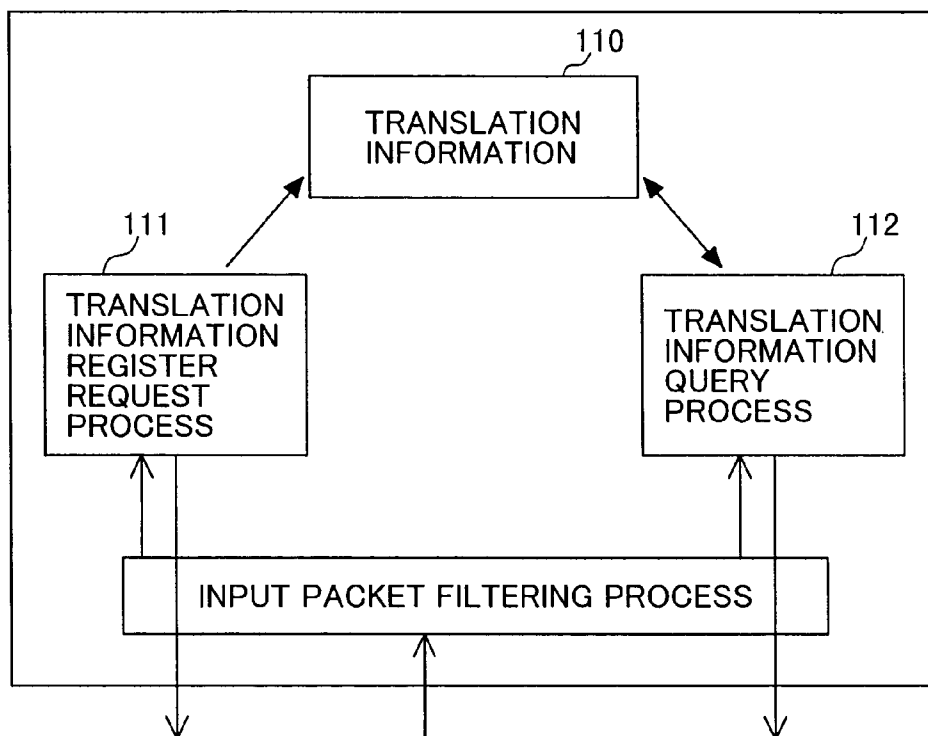 110
TRANSLATION
INFORMATION
111
TRANSLATION
INFORMATION
REGISTER
REQUEST
PROCESS
112
TRANSLATION
INFORMATION
QUERY
PROCESS
INPUT PACKET FILTERING PROCESS